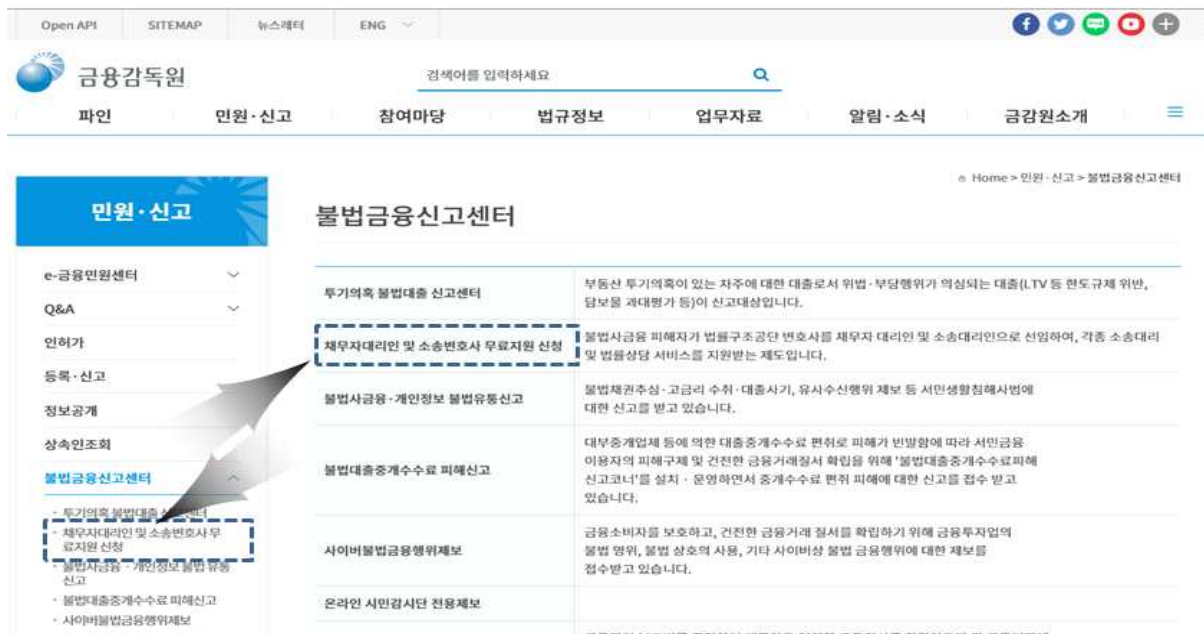 Open API
SITEMAP
뉴스레터
ENG
금융감독원
검색어를 입력하세요
파인
민원·신고
참여마당
법규정보
업무자료
알림·소식
금감원소개
Home > 민원·신고 > 불법금융신고센터
민원·신고
e-금융민원센터
Q&A
인허가
등록·신고
정보공개
상속인조회
불법금융신고센터
- 투기의혹 불법대출 신고센터
- 채무자대리인 및 소송변호사 무
료지원 신청
- 불법사금융·개인정보 불법 유통
신고
- 불법대출중개수수료 피해신고
- 사이버불법금융행위제보
불법금융신고센터
투기의혹 불법대출 신고센터
부동산 투기의혹이 있는 차주에 대한 대출로서 위법·부당행위가 의심되는 대출(LTV 등 한도규제 위반,
담보물 과대평가 등)이 신고대상입니다.
채무자대리인 및 소송변호사 무료지원 신청
불법사금융 피해자가 법률구조공단 변호사를 채무자 대리인 및 소송대리인으로 선임하여, 각종 소송대리
및 법률상담 서비스를 지원받는 제도입니다.
불법사금융·개인정보 불법유통신고
불법채권추심·고금리 수취·대출사기, 유사수신행위 제보 등 서민생활침해사범에
대한 신고를 받고 있습니다.
불법대출중개수수료 피해신고
대부중개업체 등에 의한 대출중개수수료 편취로 피해가 빈발함에 따라 서민금융
이용자의 피해구제 및 건전한 금융거래질서 확립을 위해 '불법대출중개수수료피해
신고코너'를 설치·운영하면서 중개수수료 편취 피해에 대한 신고를 접수 받고
있습니다.
사이버불법금융행위제보
금융소비자를 보호하고, 건전한 금융거래 질서를 확립하기 위해 금융투자업의
불법 영위, 불법 상호의 사용, 기타 사이버상 불법 금융행위에 대한 제보를
접수받고 있습니다.
온라인 시민감시단 전용제보